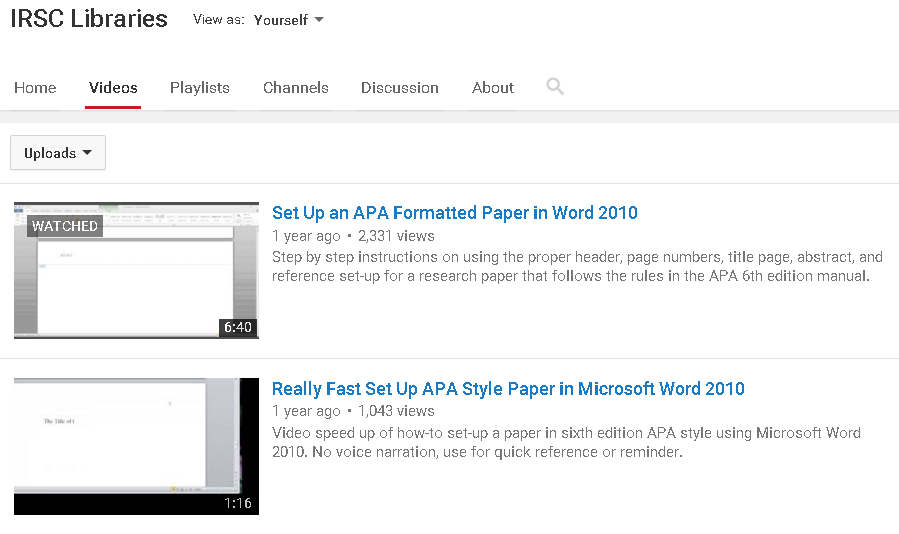 IRSC Libraries
View as: Yourself
Home Videos Playlists Channels Discussion About
Uploads
WATCHED
6:40
Set Up an APA Formatted Paper in Word 2010
1 year ago • 2,331 views
Step by step instructions on using the proper header, page numbers, title page, abstract, and
reference set-up for a research paper that follows the rules in the APA 6th edition manual.
The Title of t
1:16
Really Fast Set Up APA Style Paper in Microsoft Word 2010
1 year ago • 1,043 views
Video speed up of how-to set-up a paper in sixth edition APA style using Microsoft Word
2010. No voice narration, use for quick reference or reminder.